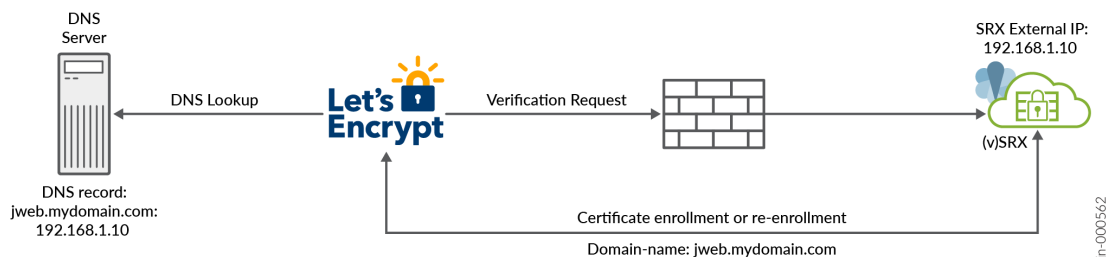 DNS
Server
DNS Lookup
Let's
Encrypt
Verification Request
SRX External IP:
192.168.1.10
(v)SRX
DNS record:
jweb.mydomain.com:
192.168.1.10
Certificate enrollment or re-enrollment
Domain-name: jweb.mydomain.com
n-000562